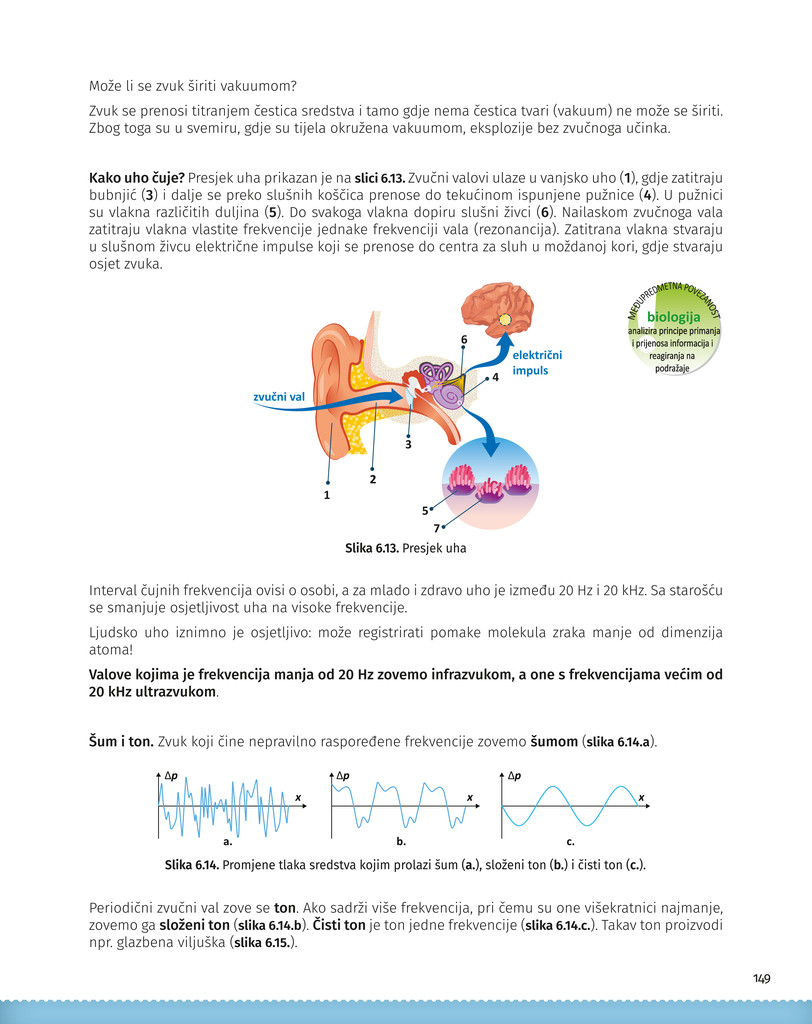 Može li se zvuk širiti vakuumom?
Zvuk se prenosi titranjem čestica sredstva i tamo gdje nema čestica tvari (vakuum) ne može se širiti.
Zbog toga su u svemiru, gdje su tijela okružena vakuumom, eksplozije bez zvučnoga učinka.
Kako uho čuje? Presjek uha prikazan je na slici 6.13. Zvučni valovi ulaze u vanjsko uho (1), gdje zatitraju
bubnjić (3) i dalje se preko slušnih koščica prenose do tekućinom ispunjene pužnice (4). U pužnici
su vlakna različitih duljina (5). Do svakoga vlakna dopiru slušni živci (6). Nailaskom zvučnoga vala
zatitraju vlakna vlastite frekvencije jednake frekvenciji vala (rezonancija). Zatitrana vlakna stvaraju
u slušnom živcu električne impulse koji se prenose do centra za sluh u moždanoj kori, gdje stvaraju
osjet zvuka.
MEĐUPREDMETNA POVEZANOST
biologija
analizira principe primanja
i prijenosa informacija i
reagiranja na
podražaje
6
električni
impuls
4
zvučni val
3
2
1
5
7
Slika 6.13. Presjek uha
Interval čujnih frekvencija ovisi o osobi, a za mlado i zdravo uho je između 20 Hz i 20 kHz. Sa starošću
se smanjuje osjetljivost uha na visoke frekvencije.
Ljudsko uho iznimno je osjetljivo: može registrirati pomake molekula zraka manje od dimenzija
atoma!
Valove kojima je frekvencija manja od 20 Hz zovemo infrazvukom, a one s frekvencijama većim od
20 kHz ultrazvukom.
Šum i ton. Zvuk koji čine nepravilno raspoređene frekvencije zovemo šumom (slika 6.14.a).
Δp
x
a.
Δp
x
b.
Δp
x
c.
Slika 6.14. Promjene tlaka sredstva kojim prolazi šum (a.), složeni ton (b.) i čisti ton (c.).
Periodični zvučni val zove se ton. Ako sadrži više frekvencija, pri čemu su one višekratnici najmanje,
zovemo ga složeni ton (slika 6.14.b). Čisti ton je ton jedne frekvencije (slika 6.14.c.). Takav ton proizvodi
npr. glazbena viljuška (slika 6.15.).
149